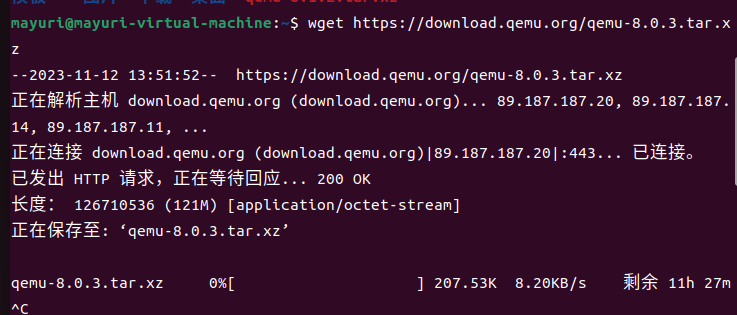 mayuri@mayuri-virtual-machine:~$ wget https://download.qemu.org/qemu-8.0.3.tar.x
z
--2023-11-12 13:51:52--  https://download.qemu.org/qemu-8.0.3.tar.xz
正在解析主机 download.qemu.org (download.qemu.org)... 89.187.187.20, 89.187.187.
14, 89.187.187.11, ...
正在连接 download.qemu.org (download.qemu.org)|89.187.187.20|:443... 已连接。
已发出 HTTP 请求，正在等待回应... 200 OK
长度： 126710536 (121M) [application/octet-stream]
正在保存至: ‘qemu-8.0.3.tar.xz’
qemu-8.0.3.tar.xz     0%[                    ] 207.53K  8.20KB/s    剩余 11h 27m
^C